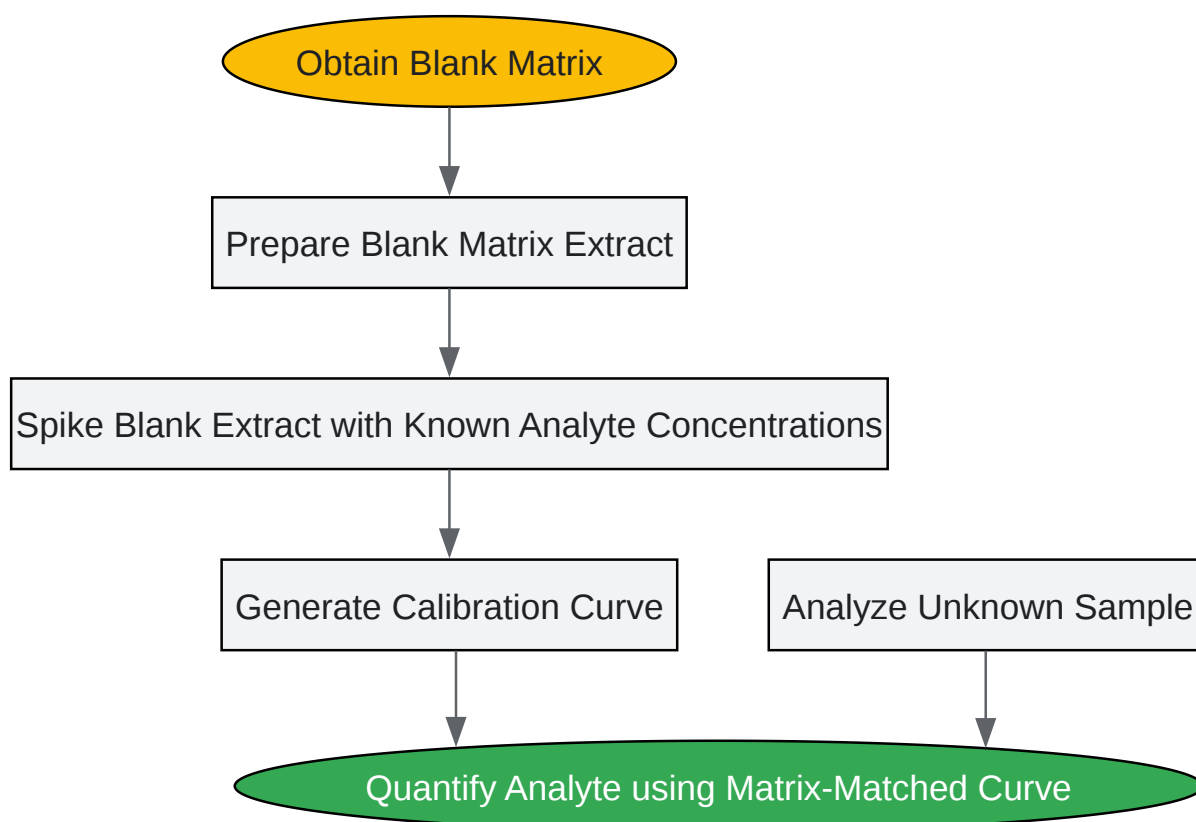 Obtain Blank Matrix
Prepare Blank Matrix Extract
Spike Blank Extract with Known Analyte Concentrations
Generate Calibration Curve
Analyze Unknown Sample
Quantify Analyte using Matrix-Matched Curve